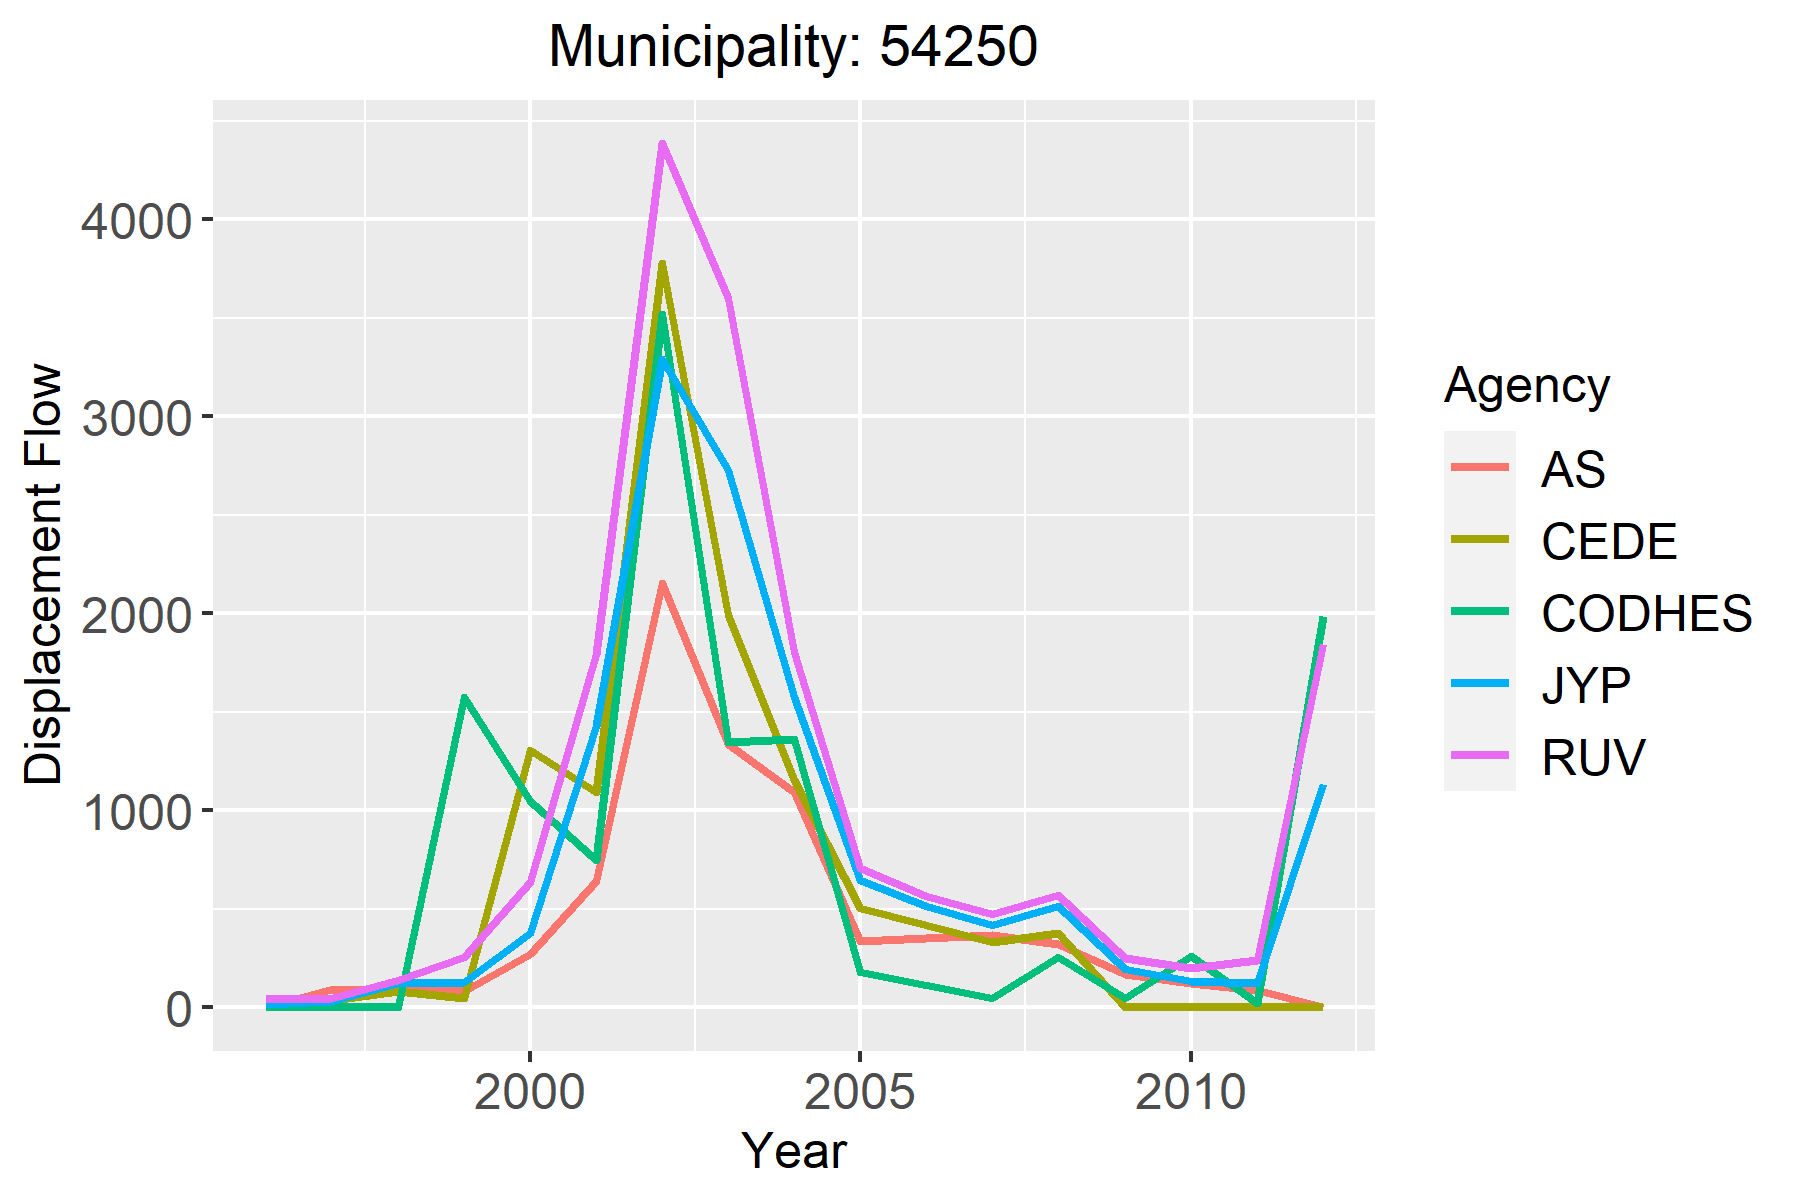 Municipality: 54250
Displacement Flow
4000
3000
2000
1000
0
2000
2005
2010
Year
Agency
AS
CEDE
CODHES
JYP
RUV